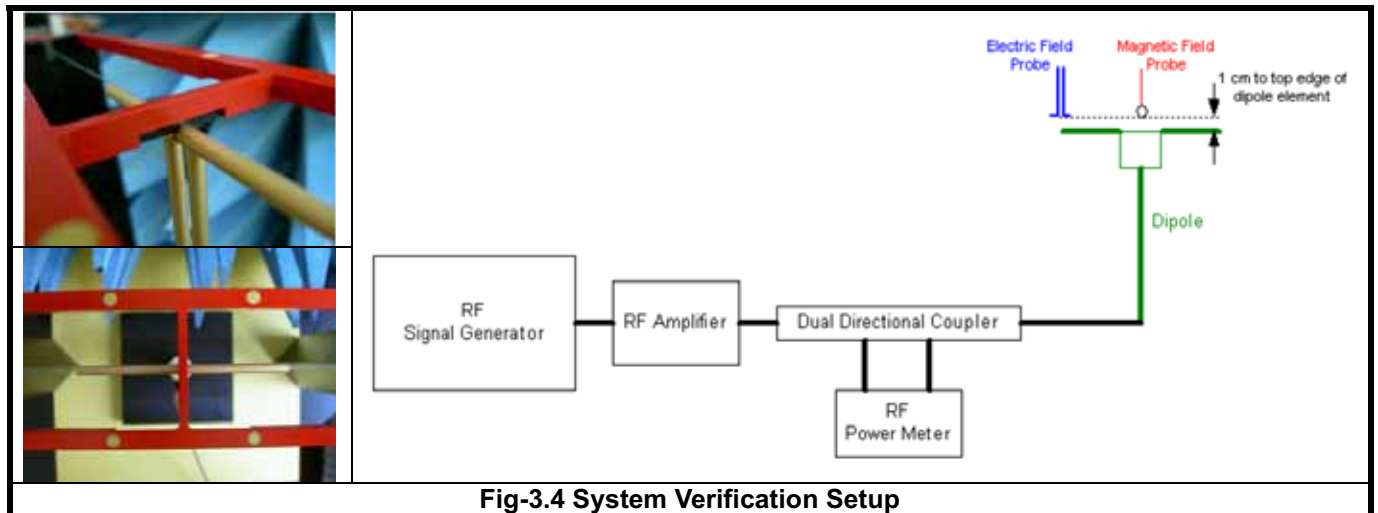 Electric Field
Probe
Magnetic Field
Probe
1 cm to top edge of
dipole element
Dipole
RF
Signal Generator
RF Amplifier
Dual Directional Coupler
RF
Power Meter
Fig-3.4 System Verification Setup